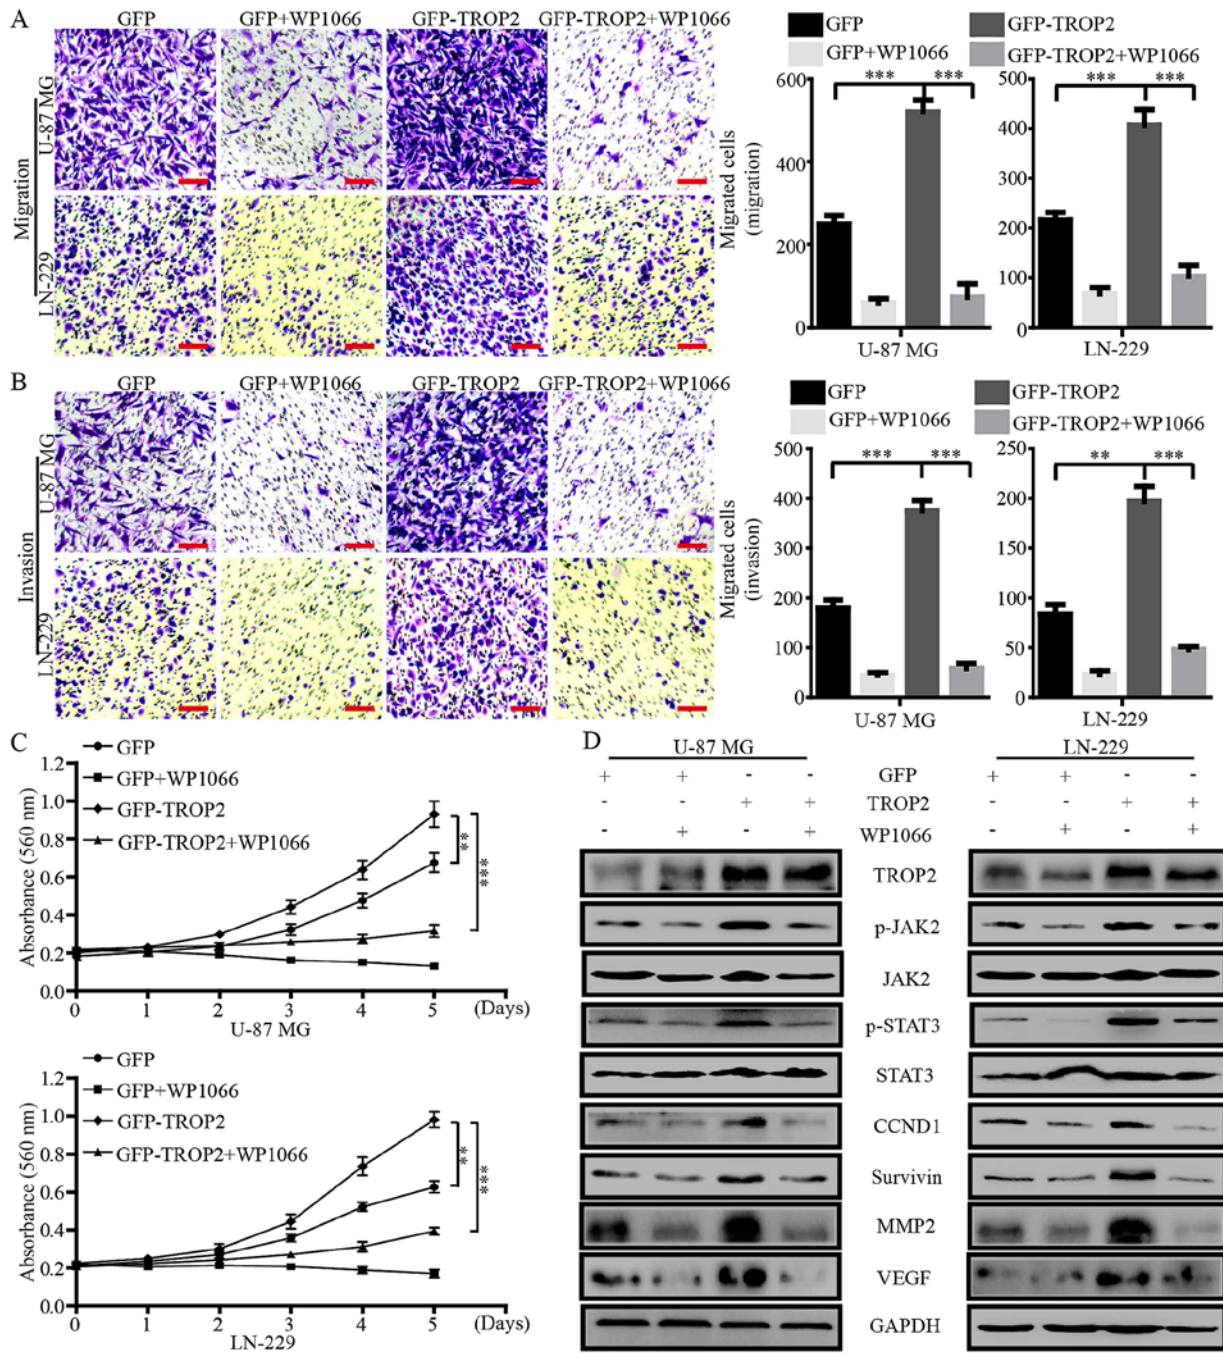 A
GFP GFP+WP1066 GFP-TROP2 GFP-TROP2+WP1066
Migration
U-87 MG
LN-229
GFP GFP-TROP2
GFP+WP1066 GFP-TROP2+WP1066
Migrated cells
(migration)
600
400
200
0
*** ***
U-87 MG
500
400
300
200
100
0
*** ***
LN-229
B
GFP GFP+WP1066 GFP-TROP2 GFP-TROP2+WP1066
Invasion
U-87 MG
LN-229
GFP GFP-TROP2
GFP+WP1066 GFP-TROP2+WP1066
Migrated cells
(invasion)
500
400
300
200
100
0
*** ***
U-87 MG
250
200
150
100
50
0
** ***
LN-229
C
GFP
GFP+WP1066
GFP-TROP2
GFP-TROP2+WP1066
Absorbance (560 nm)
1.2
1.0
0.8
0.6
0.4
0.2
0.0
** ***
0 1 2 3 4 5 (Days)
U-87 MG
GFP
GFP+WP1066
GFP-TROP2
GFP-TROP2+WP1066
Absorbance (560 nm)
1.2
1.0
0.8
0.6
0.4
0.2
0.0
** ***
0 1 2 3 4 5 (Days)
LN-229
D
U-87 MG LN-229
+ + - - GFP + + - -
- - + + TROP2 - - + +
- + - + WP1066 - + - +
TROP2
p-JAK2
JAK2
p-STAT3
STAT3
CCND1
Survivin
MMP2
VEGF
GAPDH